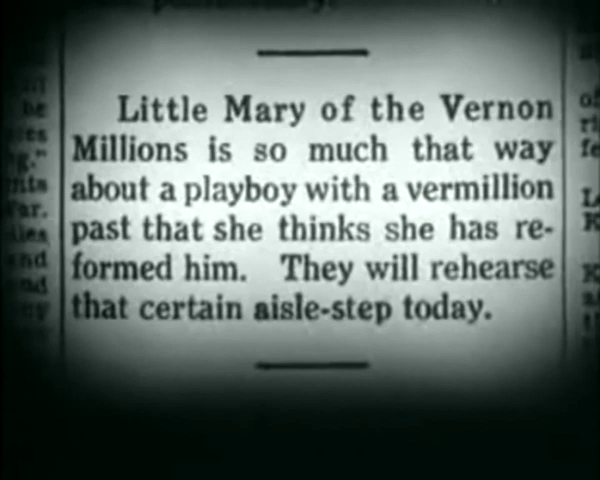 Little Mary of the Vernon
Millions is so much that way
about a playboy with a vermillion
past that she thinks she has re-
formed him. They will rehearse
that certain aisle-step today.